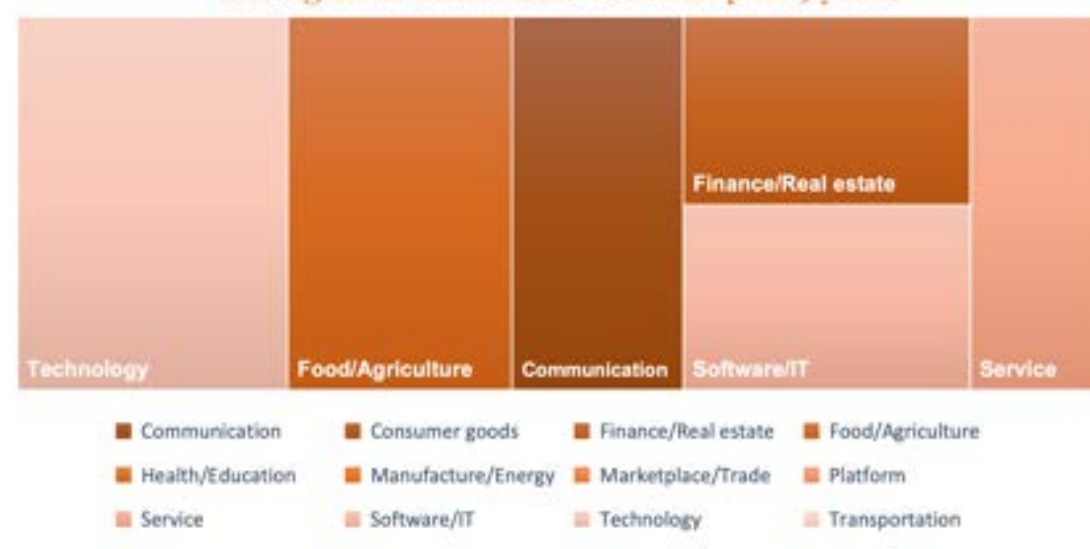 Finance/Real estate
Technology
Food/Agriculture
Communication
Software/IT
Service
Communication
Consumer goods
Finance/Real estate
Food/Agriculture
Health/Education
Manufacture/Energy
Marketplace/Trade
Platform
Service
Software/IT
Technology
Transportation